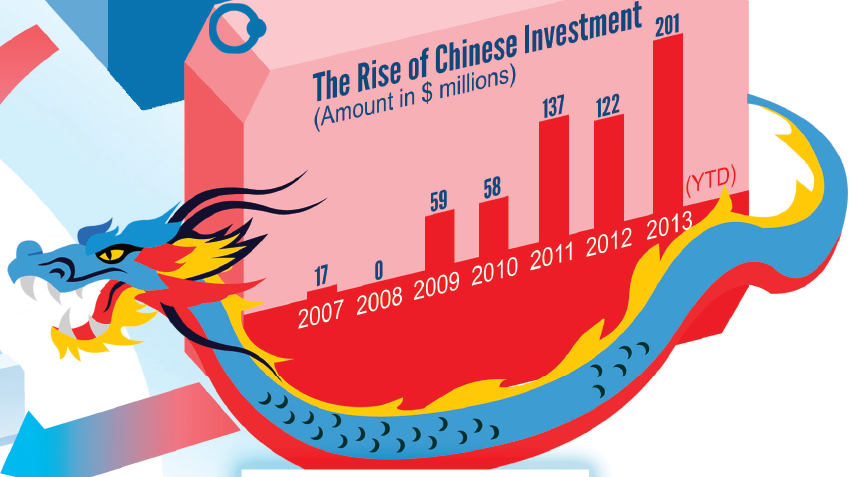 The Rise of Chinese Investment
(Amount in $ millions)
201
137
122
59
58
17
0
(YTD)
2007 2008 2009 2010 2011 2012 2013